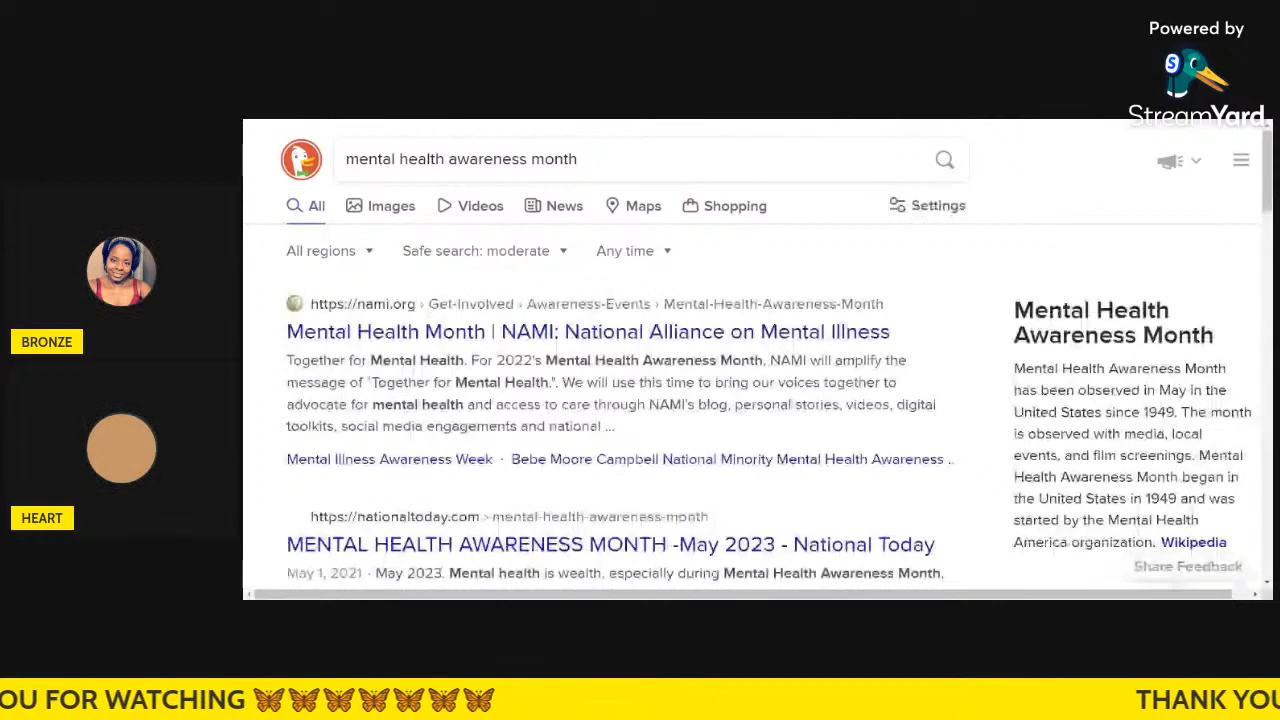 Powered by
StreamYard
mental health awareness month
All Images Videos News Maps Shopping Settings
All regions Safe search: moderate Any time
https://nami.org › Get-Involved › Awareness-Events › Mental-Health-Awareness-Month
Mental Health Month | NAMI: National Alliance on Mental Illness
Together for Mental Health. For 2022's Mental Health Awareness Month, NAMI will amplify the
message of "Together for Mental Health.". We will use this time to bring our voices together to
advocate for mental health and access to care through NAMI's blog, personal stories, videos, digital
toolkits, social media engagements and national ...
Mental Illness Awareness Week · Bebe Moore Campbell National Minority Mental Health Awareness ..
https://nationaltoday.com › mental-health-awareness-month
MENTAL HEALTH AWARENESS MONTH -May 2023 - National Today
May 1, 2021 · May 2023. Mental health is wealth, especially during Mental Health Awareness Month,
Mental Health
Awareness Month
Mental Health Awareness Month
has been observed in May in the
United States since 1949. The month
is observed with media, local
events, and film screenings. Mental
Health Awareness Month began in
the United States in 1949 and was
started by the Mental Health
America organization. Wikipedia
Share Feedback
BRONZE
HEART
OU FOR WATCHING
THANK YOU